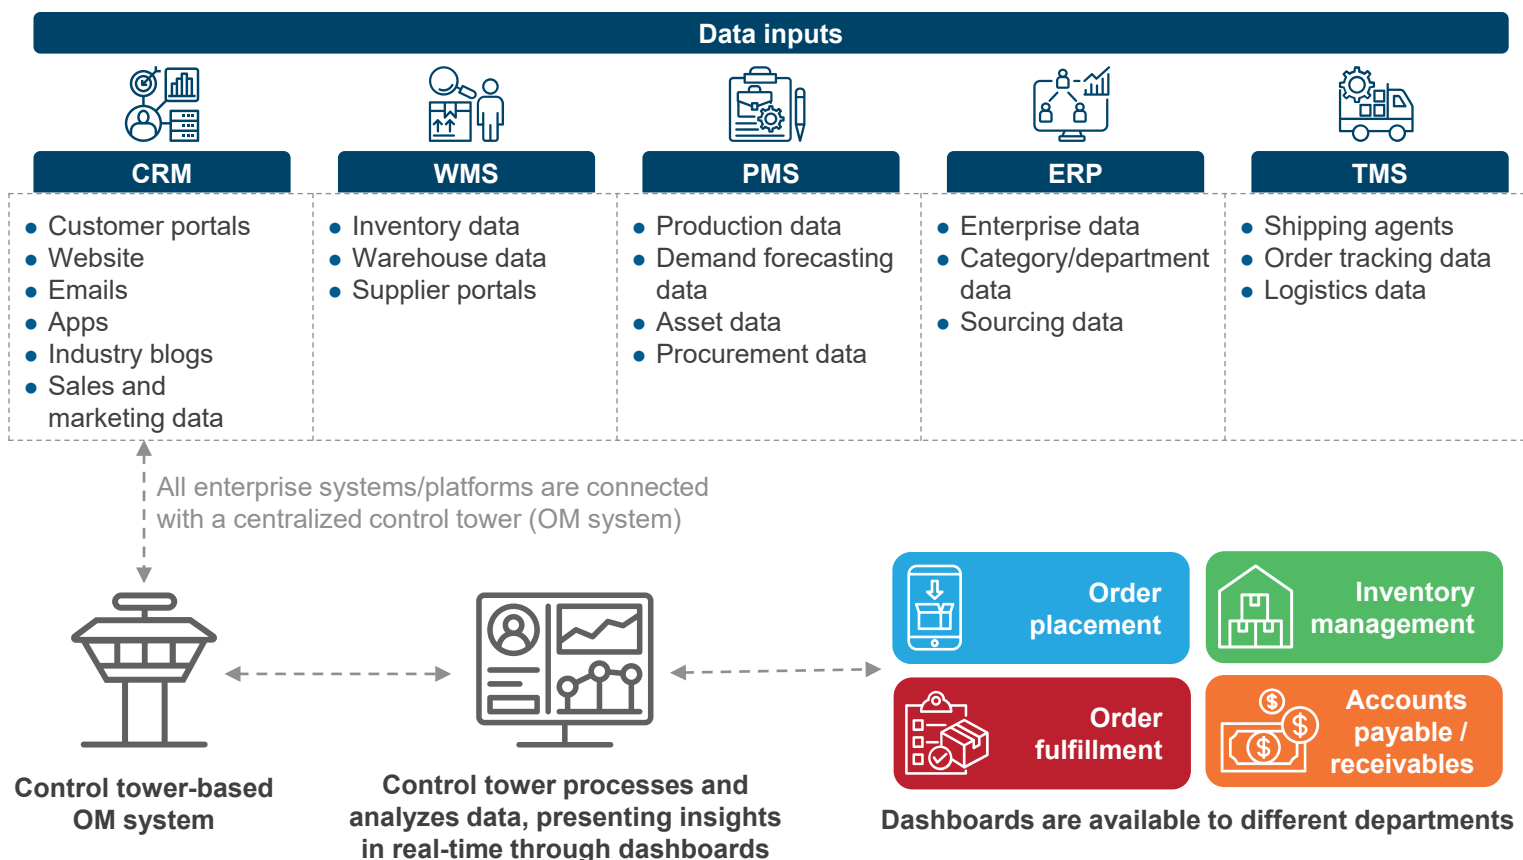 Data inputs
CRM
WMS
PMS
ERP
TMS
Customer portals
Website
Emails
Apps
Industry blogs
Sales and
marketing data
Inventory data
Warehouse data
Supplier portals
Production data
Demand forecasting
data
Asset data
Procurement data
Enterprise data
Category/department
data
Sourcing data
Shipping agents
Order tracking data
Logistics data
All enterprise systems/platforms are connected
with a centralized control tower (OM system)
Control tower-based
OM system
Control tower processes and
analyzes data, presenting insights
in real-time through dashboards
Order
placement
Inventory
management
Order
fulfillment
Accounts
payable /
receivables
Dashboards are available to different departments